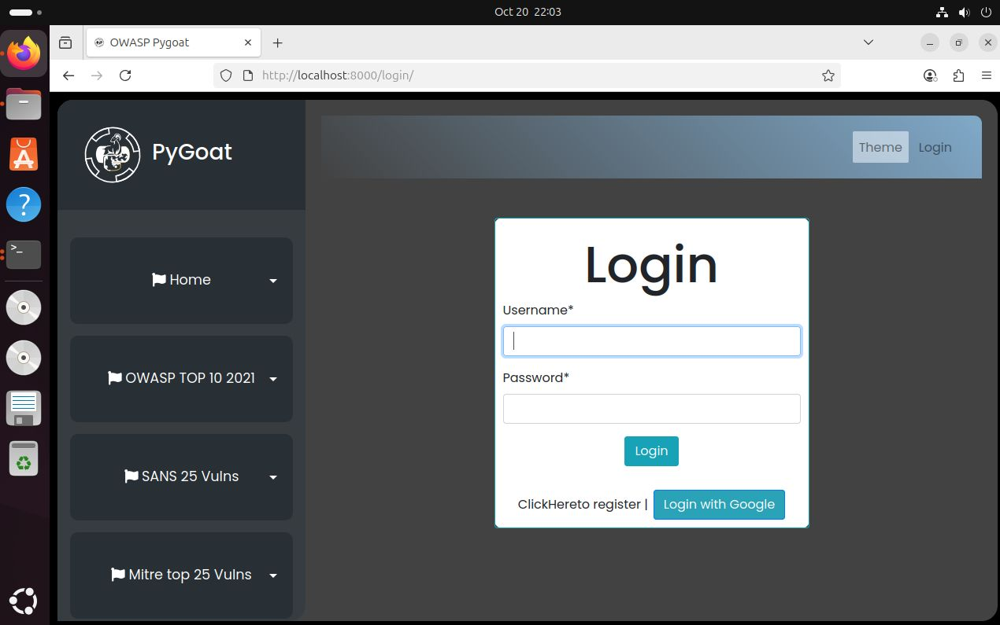 Oct 20 22:03
OWASP Pygoat
http://localhost:8000/login/
PyGoat
Theme Login
Home
OWASP TOP 10 2021
SANS 25 Vulns
Mitre top 25 Vulns
Login
Username*
Password*
Login
ClickHereto register | Login with Google